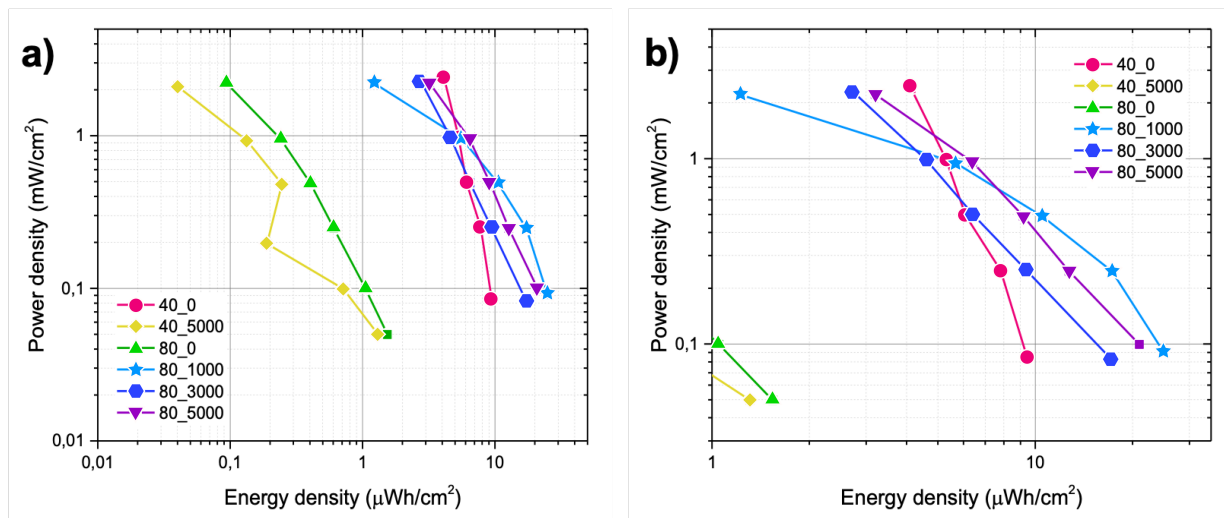 a)
Power density (mW/cm²)
1
0,1
0,01
40_0
40_5000
80_0
80_1000
80_3000
80_5000
0,01 0,1 1 10
Energy density (μWh/cm²)
b)
Power density (mW/cm²)
1
0,1
40_0
40_5000
80_0
80_1000
80_3000
80_5000
1 10
Energy density (μWh/cm²)